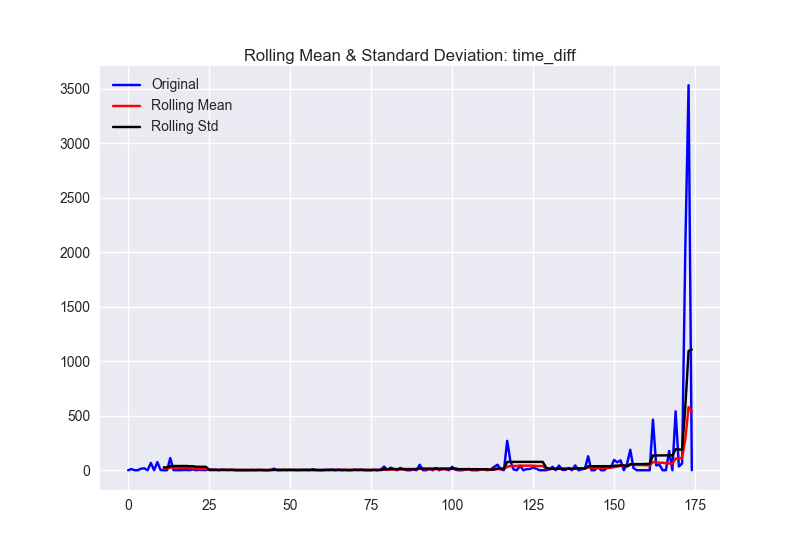 Rolling Mean & Standard Deviation: time_diff
Original
Rolling Mean
Rolling Std
3500
3000
2500
2000
1500
1000
500
0
0 25 50 75 100 125 150 175